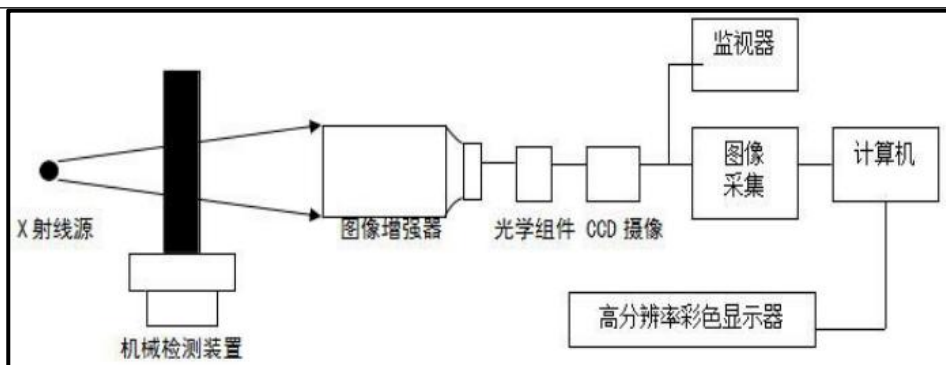 监视器
图像
采集
计算机
X 射线源
图像增强器
光学组件
CCD 摄像
高分辨率彩色显示器
机械检测装置